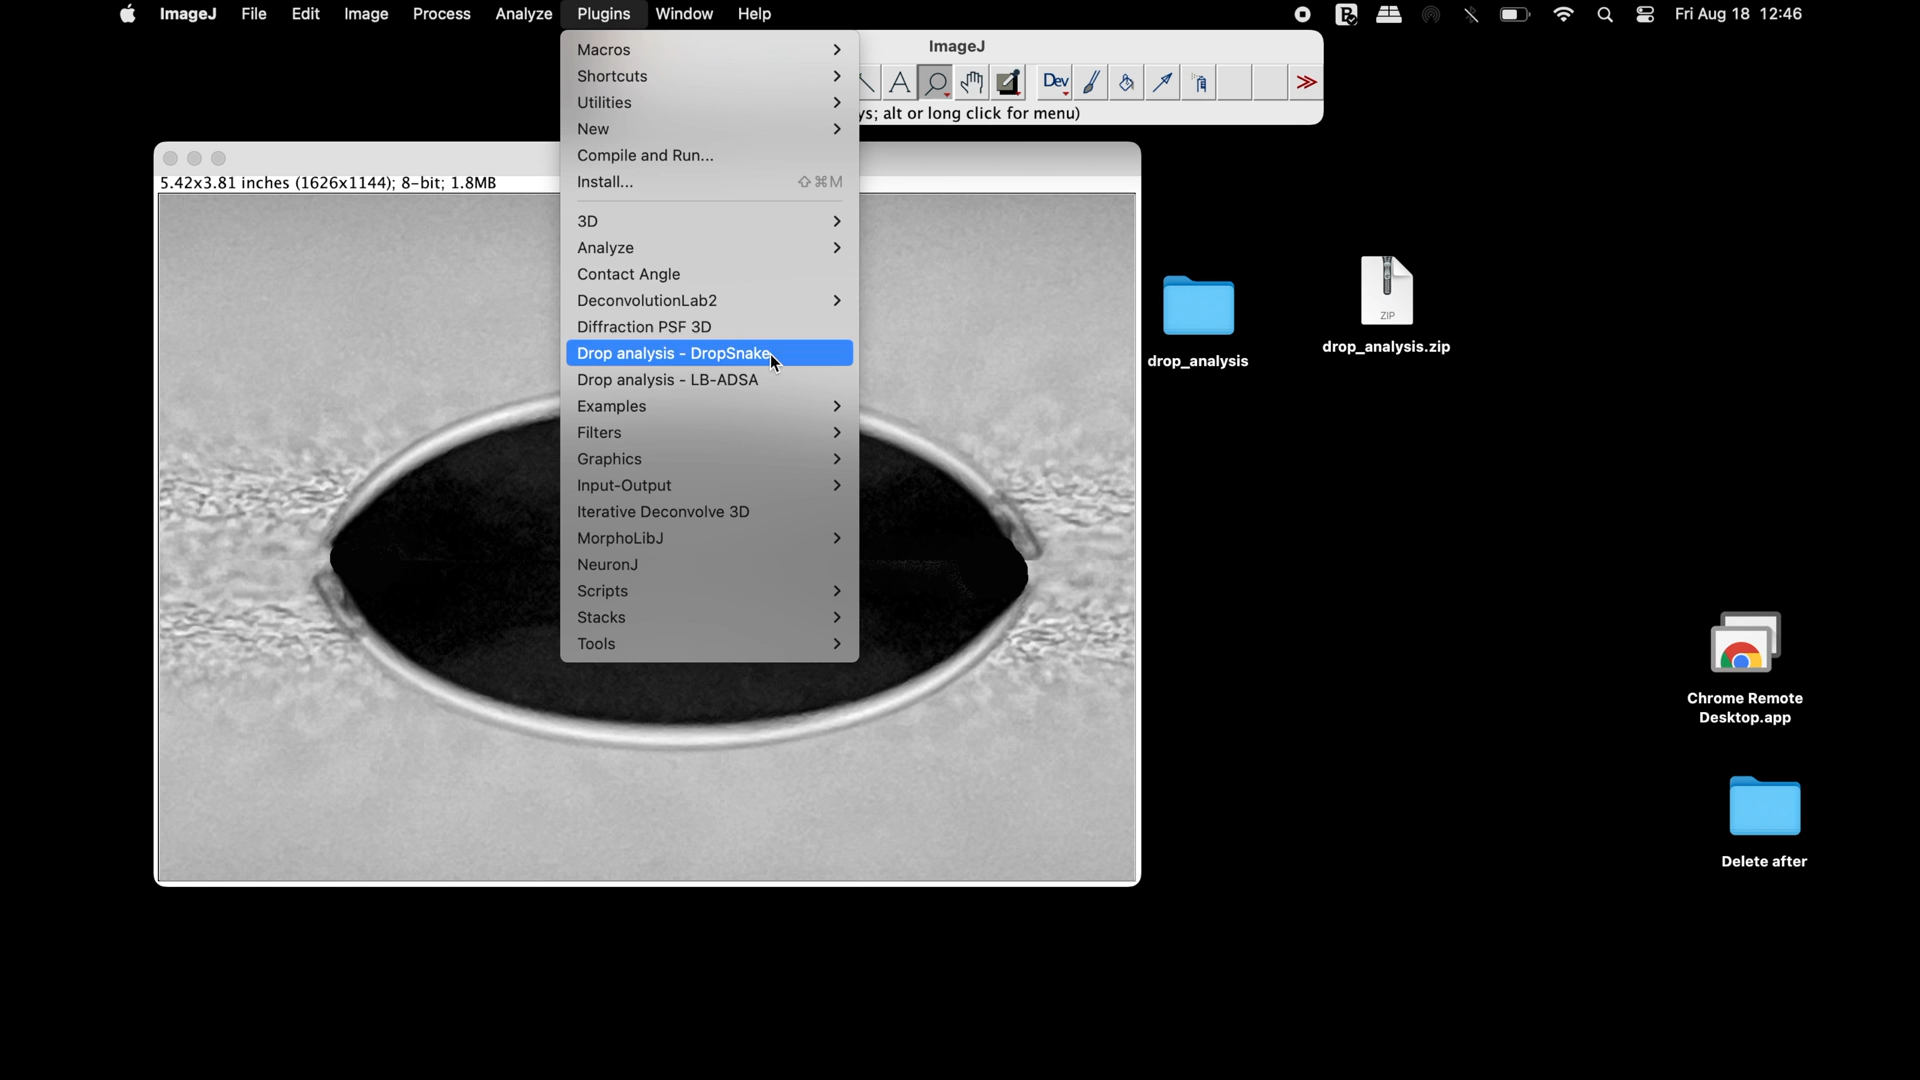 ImageJ File Edit Image Process Analyze Plugins Window Help Fri Aug 18 12:46
Macros
Shortcuts
Utilities
New
Compile and Run...
Install... ⇧⌘M
3D
Analyze
Contact Angle
DeconvolutionLab2
Diffraction PSF 3D
Drop analysis - DropSnake
Drop analysis - LB-ADSA
Examples
Filters
Graphics
Input-Output
Iterative Deconvolve 3D
MorphoLibJ
NeuronJ
Scripts
Stacks
Tools
ImageJ
A Dev
ys; alt or long click for menu)
5.42x3.81 inches (1626x1144); 8-bit; 1.8MB
drop_analysis
ZIP
drop_analysis.zip
Chrome Remote
Desktop.app
Delete after